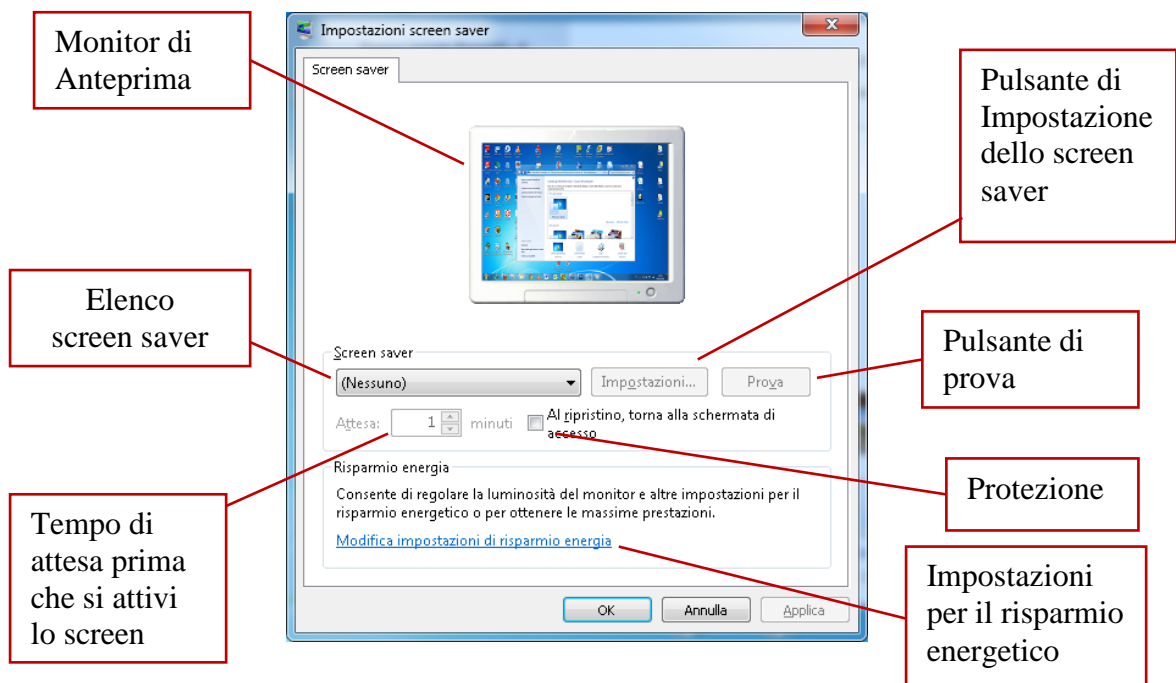 Monitor di
Anteprima
Impostazioni screen saver
Screen saver
Pulsante di
Impostazione
dello screen
saver
Elenco
screen saver
Screen saver
(Nessuno)
Impostazioni...
Prova
Pulsante di
prova
Attesa: 1 minuti
Al ripristino, torna alla schermata di
accesso
Protezione
Risparmio energia
Consente di regolare la luminosità del monitor e altre impostazioni per il
risparmio energetico o per ottenere le massime prestazioni.
Modifica impostazioni di risparmio energia
Tempo di
attesa prima
che si attivi
lo screen
Impostazioni
per il risparmio
energetico
OK
Annulla
Applica